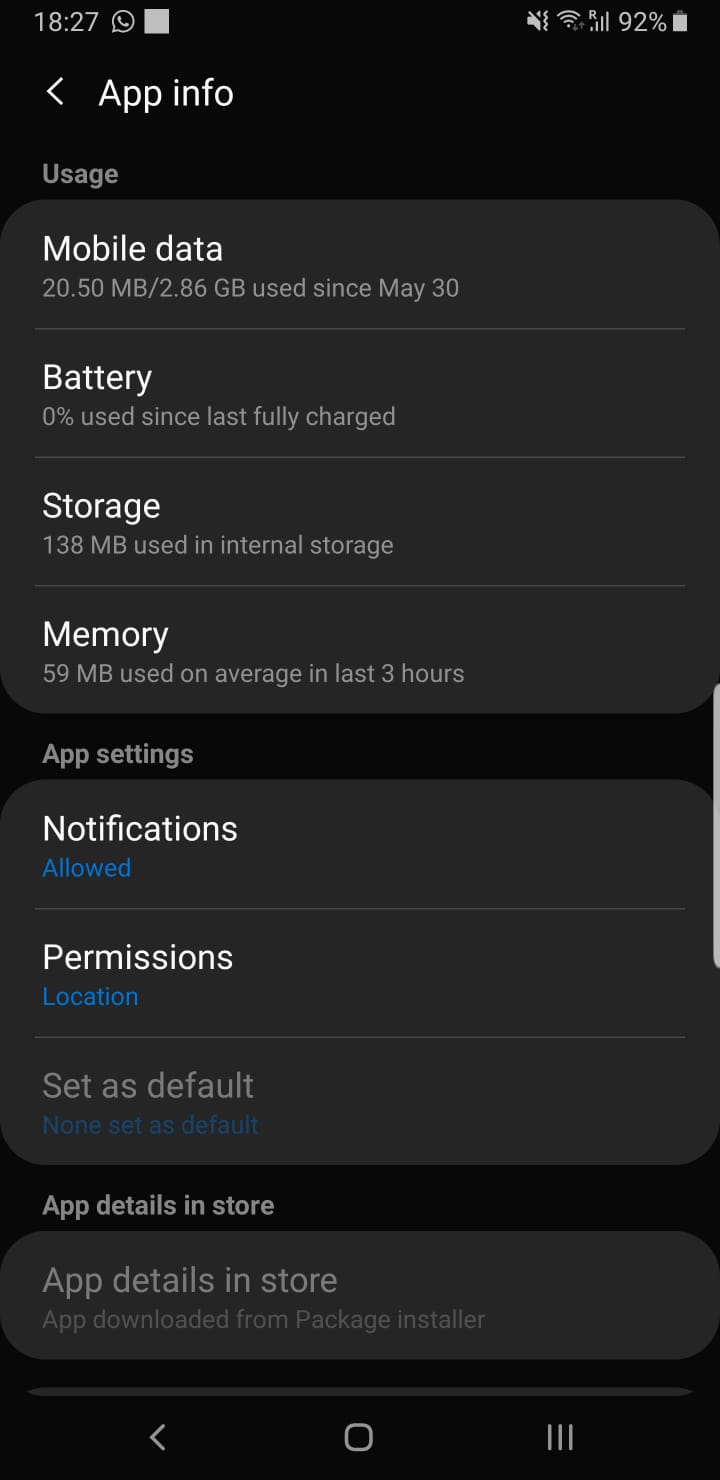 18:27 R 92%
App info
Usage
Mobile data
20.50 MB/2.86 GB used since May 30
Battery
0% used since last fully charged
Storage
138 MB used in internal storage
Memory
59 MB used on average in last 3 hours
App settings
Notifications
Allowed
Permissions
Location
Set as default
None set as default
App details in store
App details in store
App downloaded from Package installer